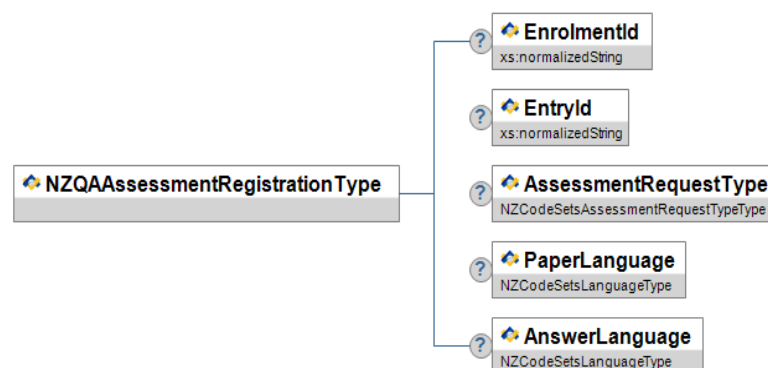 ?
EnrolmentId
xs:normalizedString
?
EntryId
xs:normalizedString
NZQAAssessmentRegistrationType
?
AssessmentRequestType
NZCodeSetsAssessmentRequestTypeType
?
PaperLanguage
NZCodeSetsLanguageType
?
AnswerLanguage
NZCodeSetsLanguageType